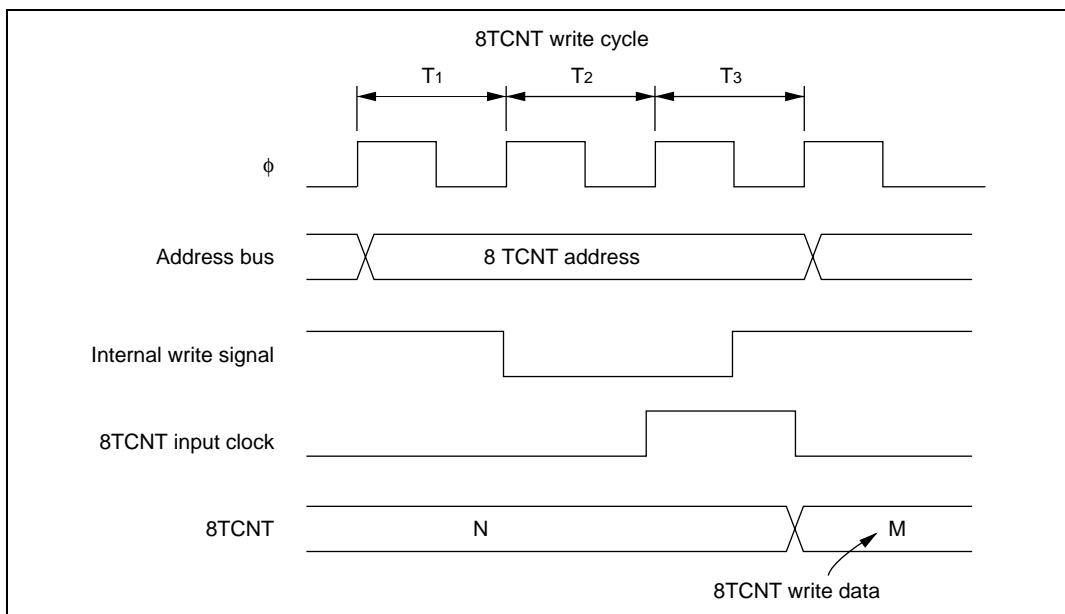 8TCNT write cycle
T1 T2 T3
φ
Address bus
8 TCNT address
Internal write signal
8TCNT input clock
8TCNT
N
M
8TCNT write data